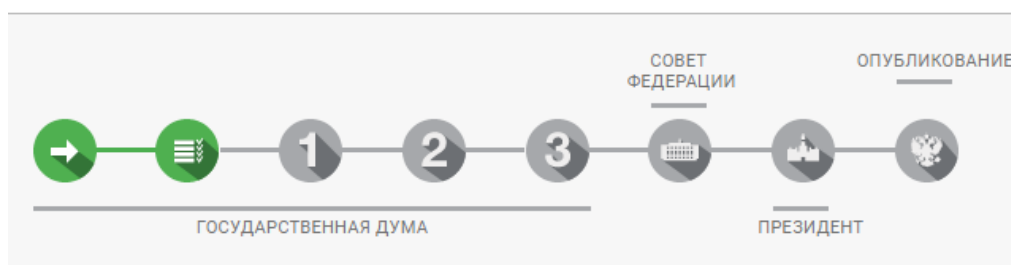 СОВЕТ
ФЕДЕРАЦИИ
ОПУБЛИКОВАНИЕ
1 2 3
ГОСУДАРСТВЕННАЯ ДУМА
ПРЕЗИДЕНТ